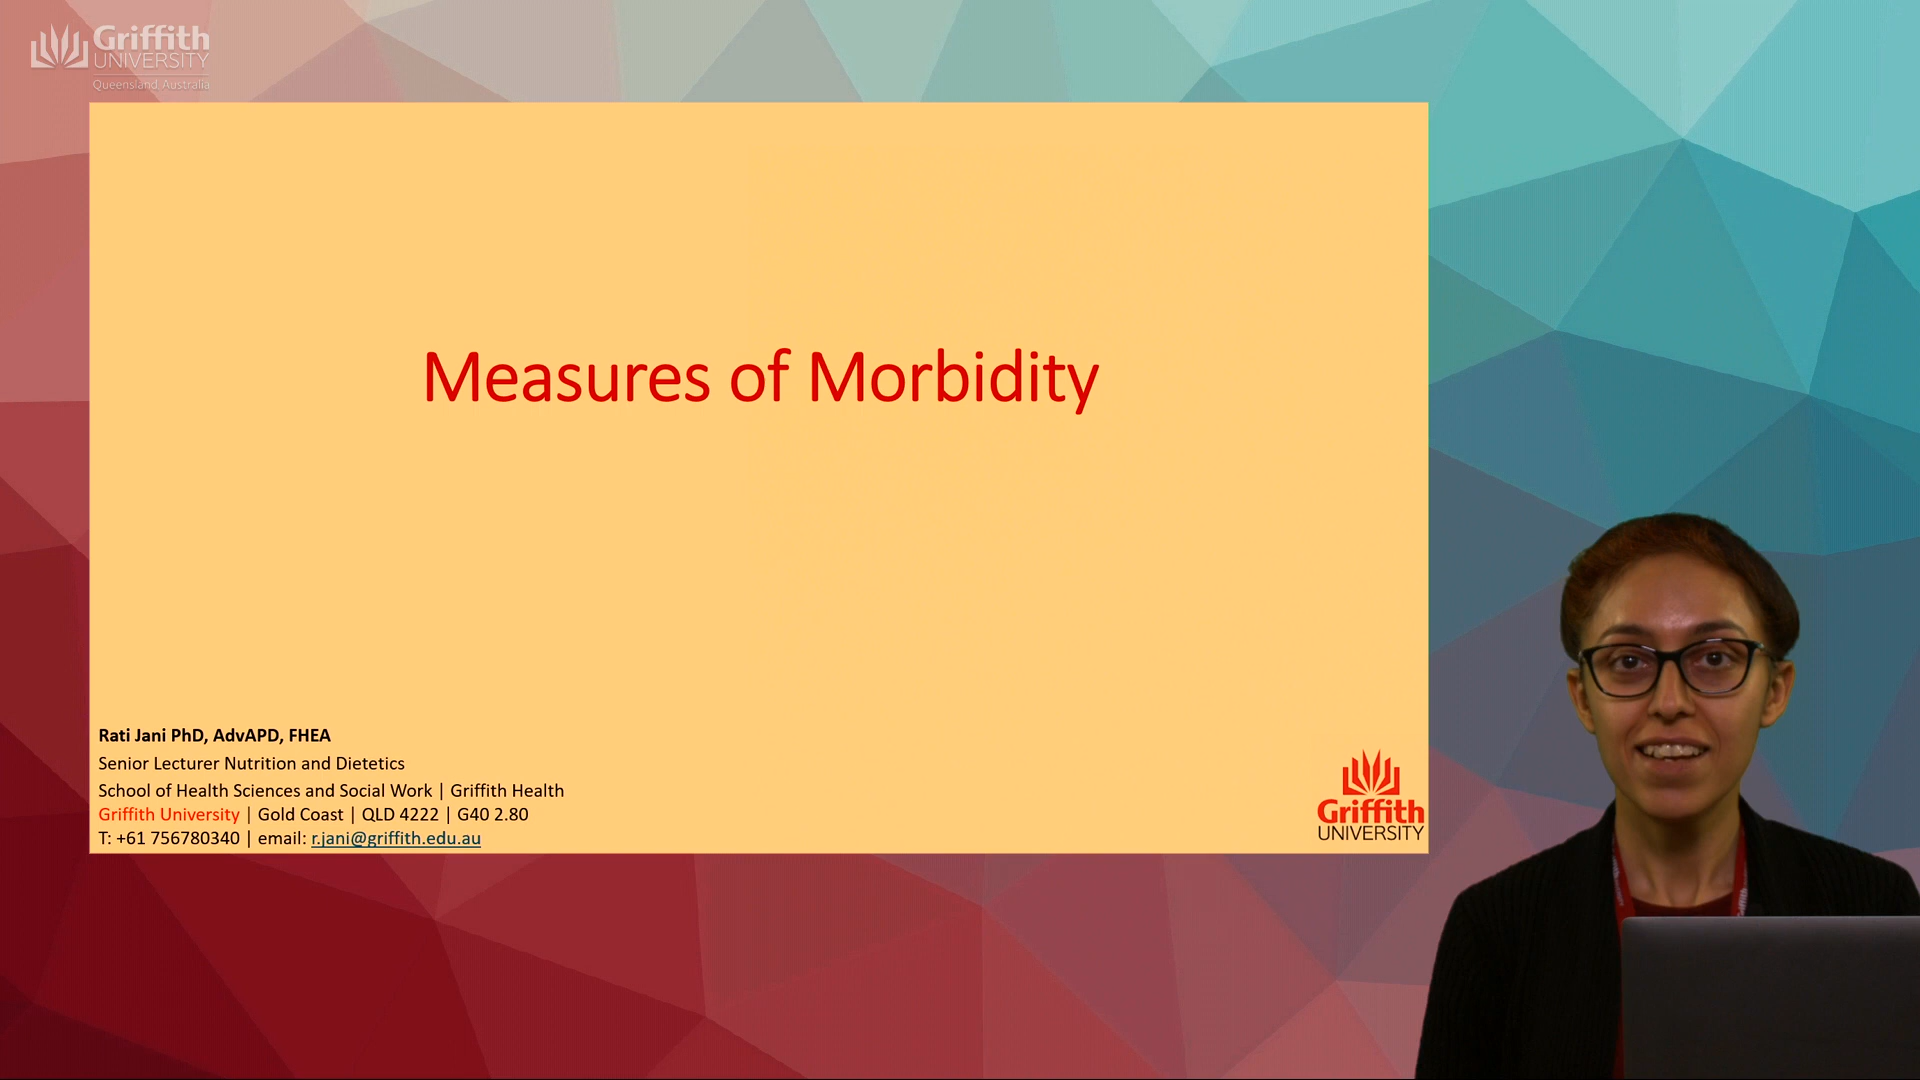 Griffith
UNIVERSITY
Queensland, Australia
Measures of Morbidity
Rati Jani PhD, AdvAPD, FHEA
Senior Lecturer Nutrition and Dietetics
School of Health Sciences and Social Work | Griffith Health
Griffith University | Gold Coast | QLD 4222 | G40 2.80
T: +61 756780340 | email: r.jani@griffith.edu.au
Griffith
UNIVERSITY